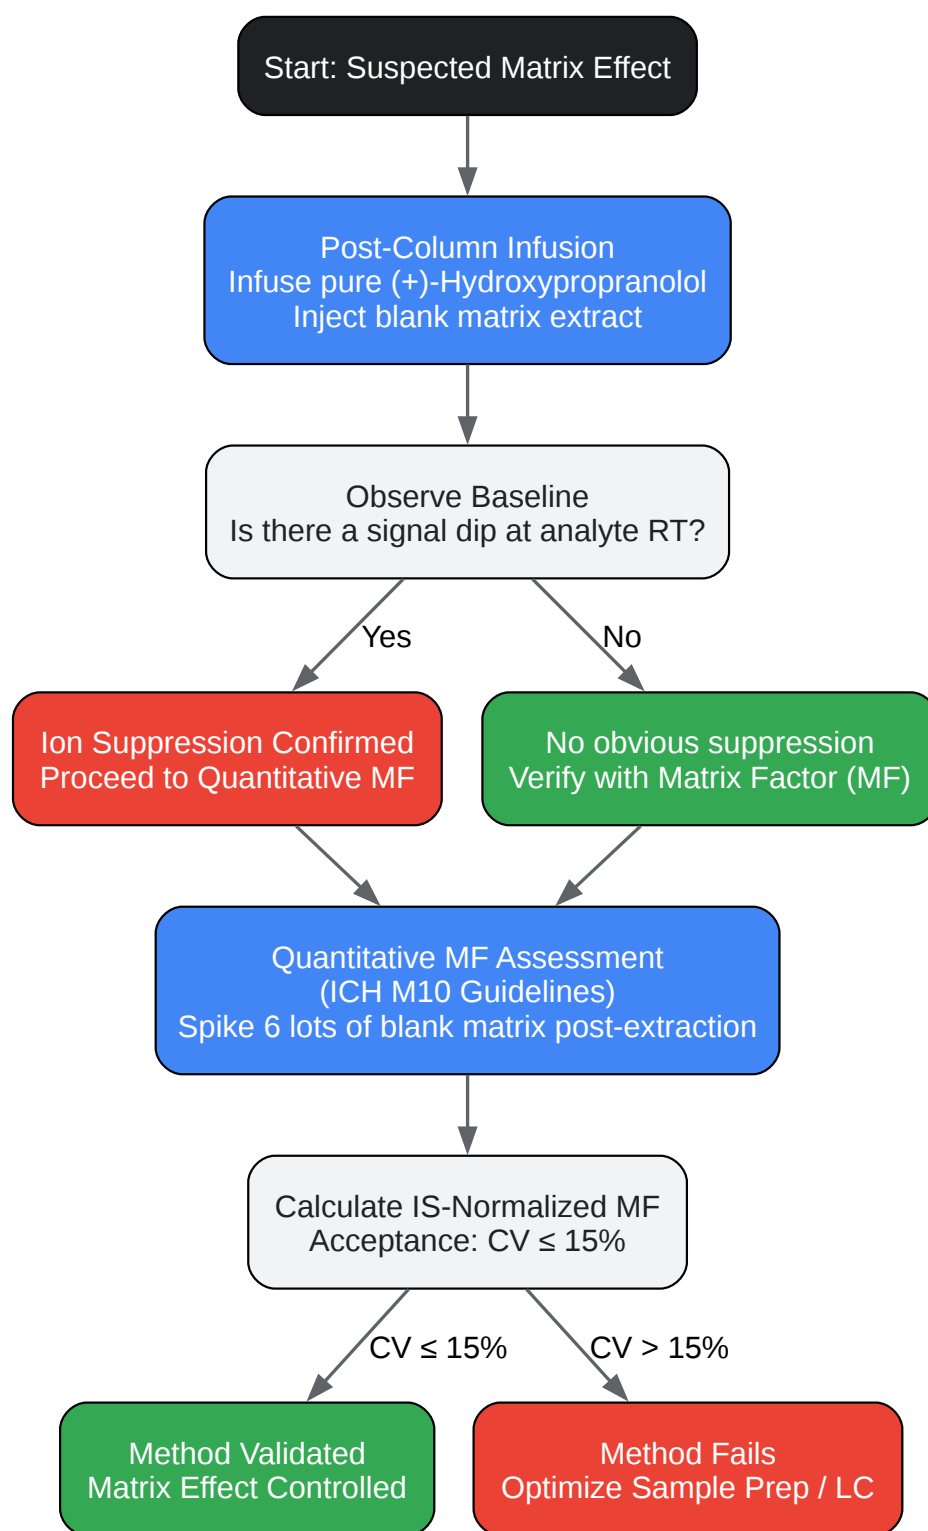 Start: Suspected Matrix Effect
Post-Column Infusion
Infuse pure (+)-Hydroxypropranolol
Inject blank matrix extract
Observe Baseline
Is there a signal dip at analyte RT?
Yes
No
Ion Suppression Confirmed
Proceed to Quantitative MF
No obvious suppression
Verify with Matrix Factor (MF)
Quantitative MF Assessment
(ICH M10 Guidelines)
Spike 6 lots of blank matrix post-extraction
Calculate IS-Normalized MF
Acceptance: CV ≤ 15%
CV ≤ 15%
CV > 15%
Method Validated
Matrix Effect Controlled
Method Fails
Optimize Sample Prep / LC